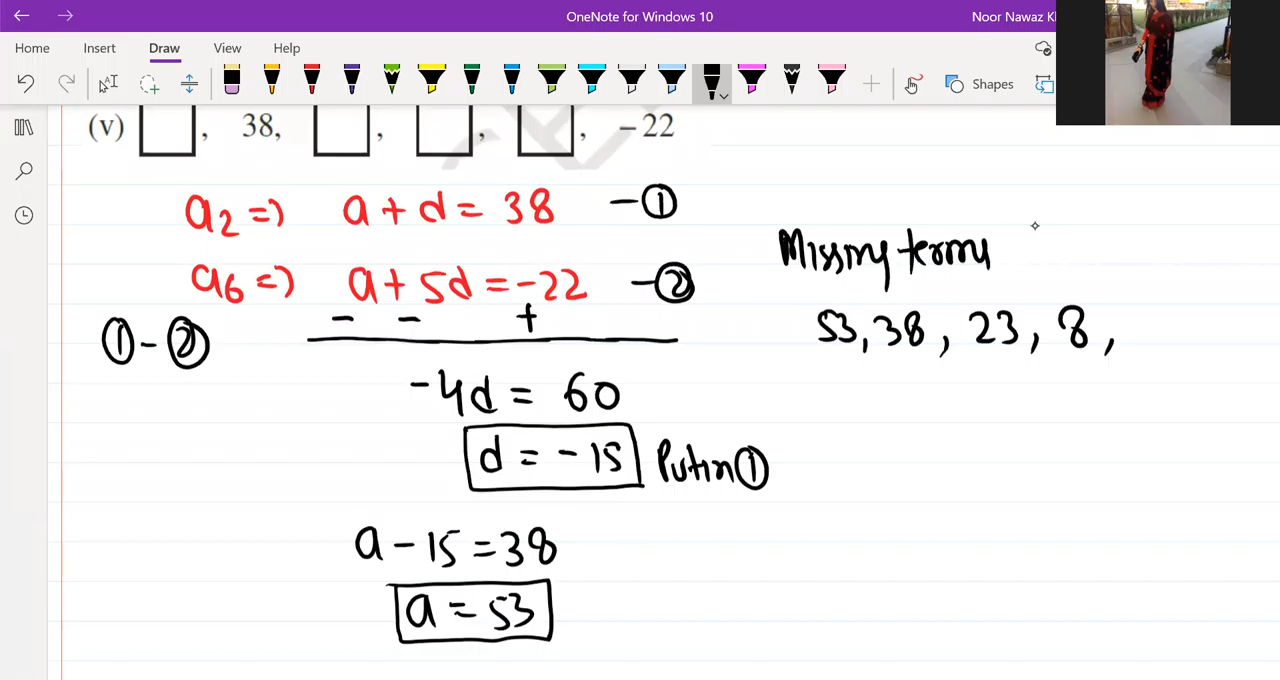 OneNote for Windows 10
Noor Nawaz Kh
Home Insert Draw View Help
Shapes
(v) , 38, , , , – 22
a2 => a + d = 38 - ①
a6 => a + 5d = -22 - ②
- - +
① - ②
-4d = 60
d = -15 Put in ①
a - 15 = 38
a = 53
Missing terms
53, 38, 23, 8,